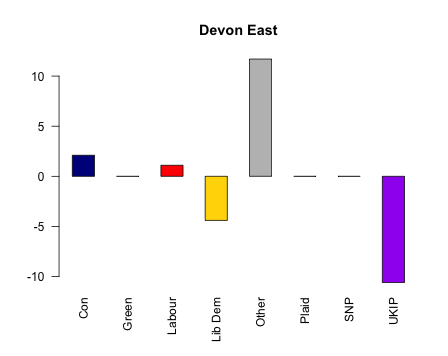 Devon East
10
5
0
-5
-10
Con
Green
Labour
Lib Dem
Other
Plaid
SNP
UKIP